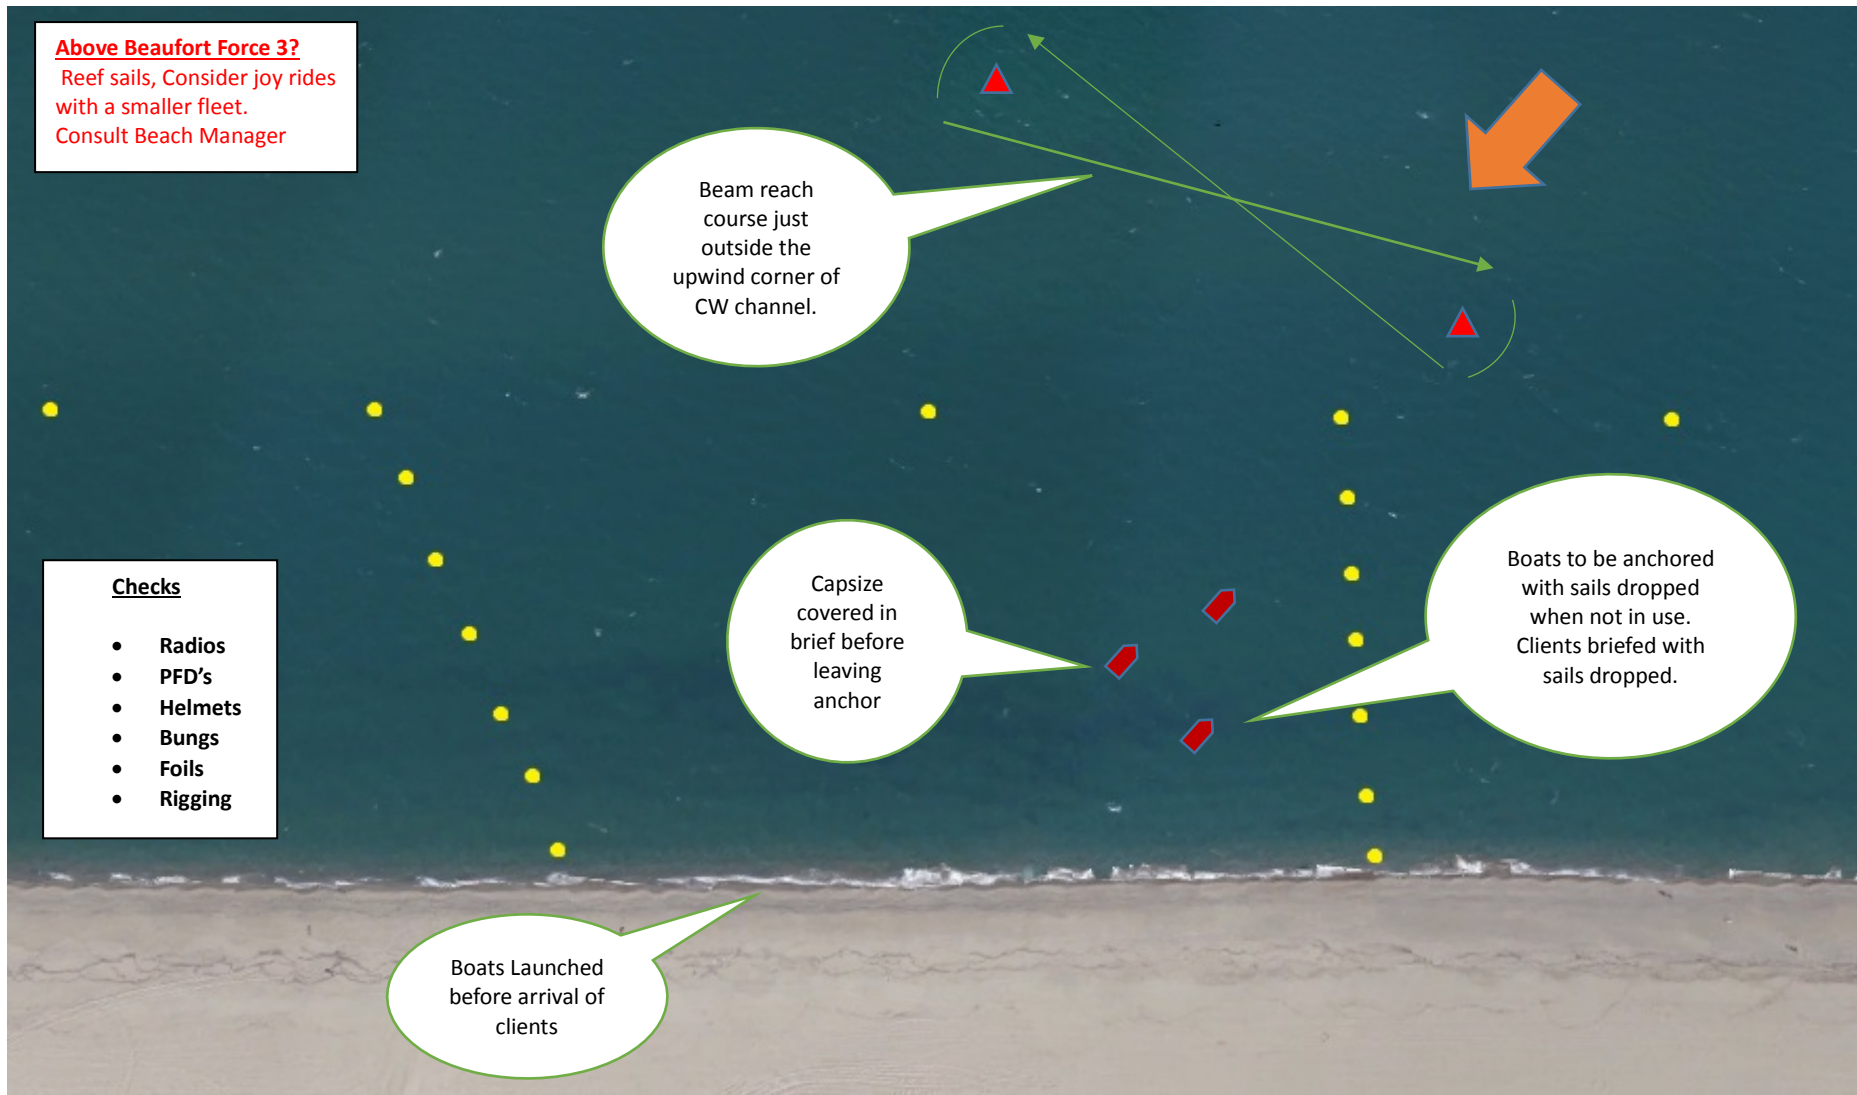 Above Beaufort Force 3?
Reef sails, Consider joy rides
with a smaller fleet.
Consult Beach Manager
Beam reach
course just
outside the
upwind corner of
CW channel.
Checks
• Radios
• PFD's
• Helmets
• Bungs
• Foils
• Rigging
Capsize
covered in
brief before
leaving
anchor
Boats to be anchored
with sails dropped
when not in use.
Clients briefed with
sails dropped.
Boats Launched
before arrival of
clients